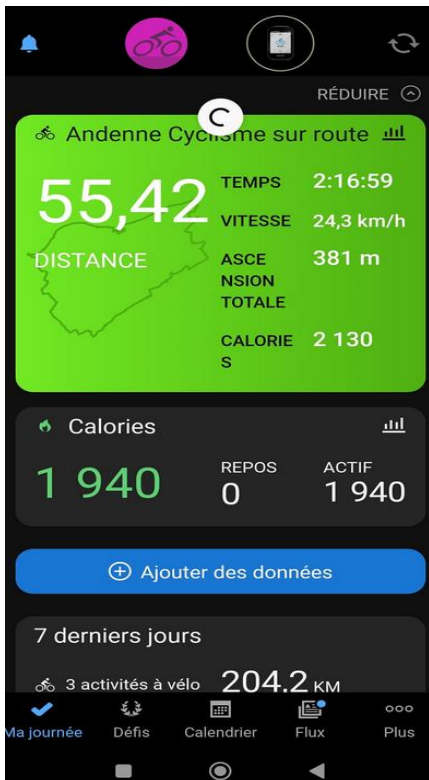 RÉDUIRE
Andenne Cyclisme sur route
55,42
DISTANCE
TEMPS 2:16:59
VITESSE 24,3 km/h
ASCE
NSION
TOTALE
381 m
CALORIE
S
2 130
Calories
1 940
REPOS
0
ACTIF
1 940
Ajouter des données
7 derniers jours
3 activités à vélo 204.2 KM
Ma journée Défis Calendrier Flux Plus